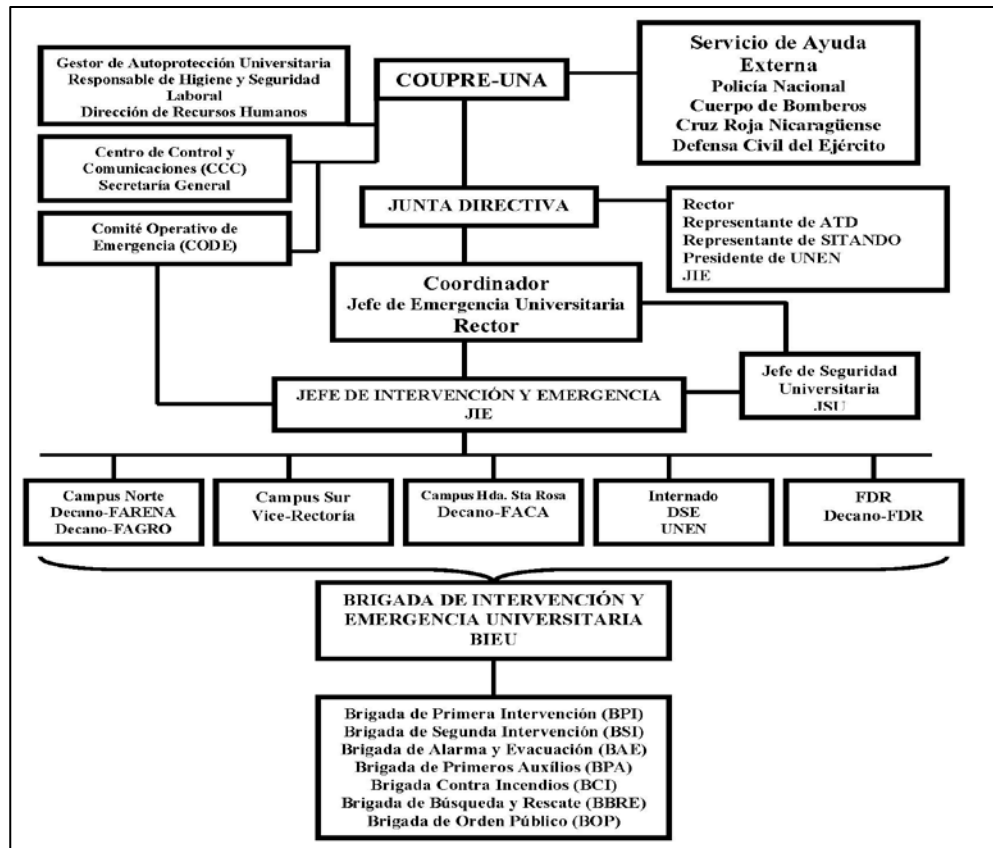 Gestor de Autoprotección Universitaria
Responsable de Higiene y Seguridad
Laboral
Dirección de Recursos Humanos
COUPRE-UNA
Servicio de Ayuda
Externa
Policía Nacional
Cuerpo de Bomberos
Cruz Roja Nicaragüense
Defensa Civil del Ejército
Centro de Control y
Comunicaciones (CCC)
Secretaría General
Comité Operativo de
Emergencia (CODE)
JUNTA DIRECTIVA
Rector
Representante de ATD
Representante de SITANDO
Presidente de UNEN
JIE
Coordinador
Jefe de Emergencia Universitaria
Rector
Jefe de Seguridad
Universitaria
JSU
JEFE DE INTERVENCIÓN Y EMERGENCIA
JIE
Campus Norte
Decano-FARENA
Decano-FAGRO
Campus Sur
Vice-Rectoría
Campus Hda. Sta Rosa
Decano-FACA
Internado
DSE
UNEN
FDR
Decano-FDR
BRIGADA DE INTERVENCIÓN Y
EMERGENCIA UNIVERSITARIA
BIEU
Brigada de Primera Intervención (BPI)
Brigada de Segunda Intervención (BSI)
Brigada de Alarma y Evacuación (BAE)
Brigada de Primeros Auxílios (BPA)
Brigada Contra Incendios (BCI)
Brigada de Búsqueda y Rescate (BBRE)
Brigada de Orden Público (BOP)